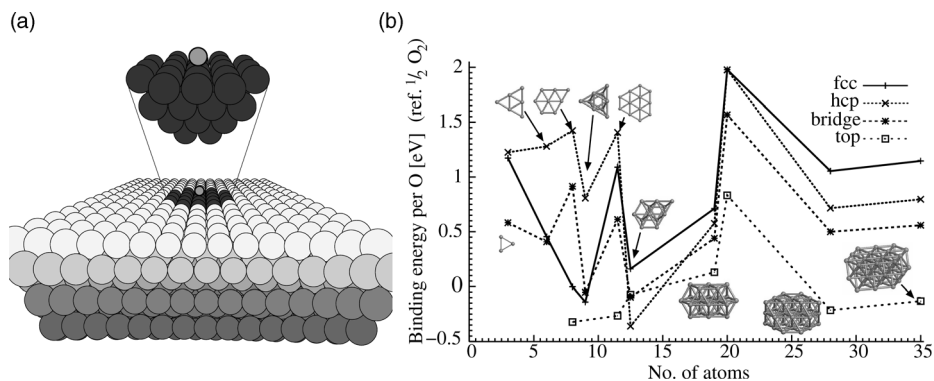 (a)
(b)
Binding energy per O [eV] (ref. ½ O₂)
2
1.5
1
0.5
0
−0.5
0
5
10
15
20
25
30
35
No. of atoms
fcc
hcp
bridge
top